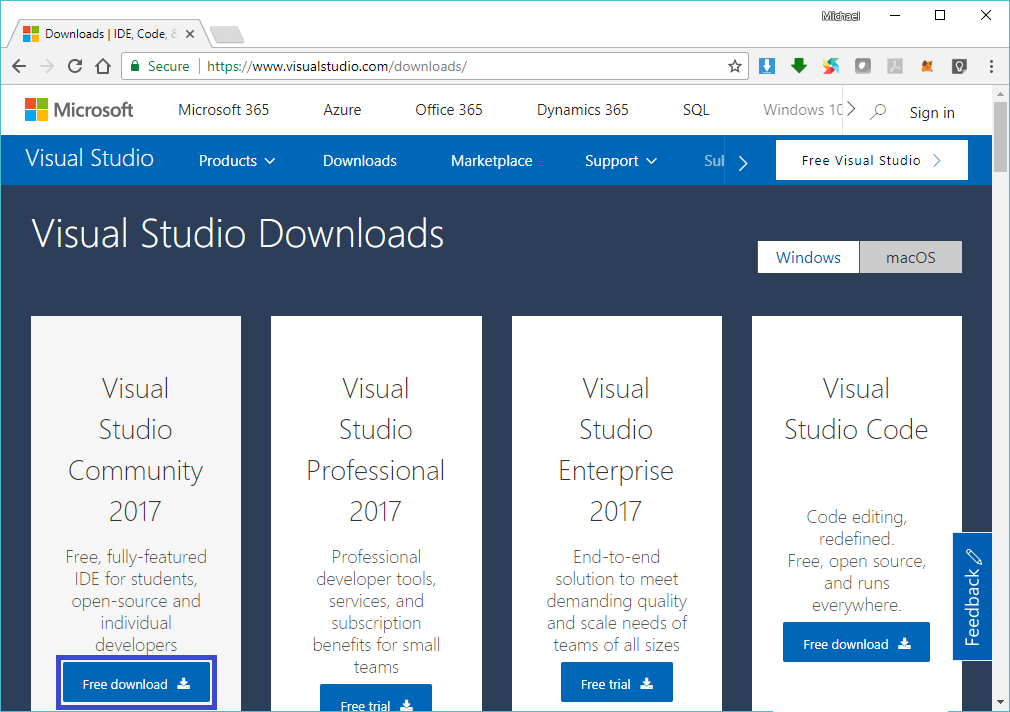 Michael
Downloads | IDE, Code, &
Secure https://www.visualstudio.com/downloads/
Microsoft Microsoft 365 Azure Office 365 Dynamics 365 SQL Windows 10 Sign in
Visual Studio Products Downloads Marketplace Support Sul Free Visual Studio
Visual Studio Downloads
Windows macOS
Visual
Studio
Community
2017
Free, fully-featured
IDE for students,
open-source and
individual
developers
Free download
Visual
Studio
Professional
2017
Professional
developer tools,
services, and
subscription
benefits for small
teams
Free trial
Visual
Studio
Enterprise
2017
End-to-end
solution to meet
demanding quality
and scale needs of
teams of all sizes
Free trial
Visual
Studio Code
Code editing,
redefined.
Free, open source,
and runs
everywhere.
Free download
Feedback